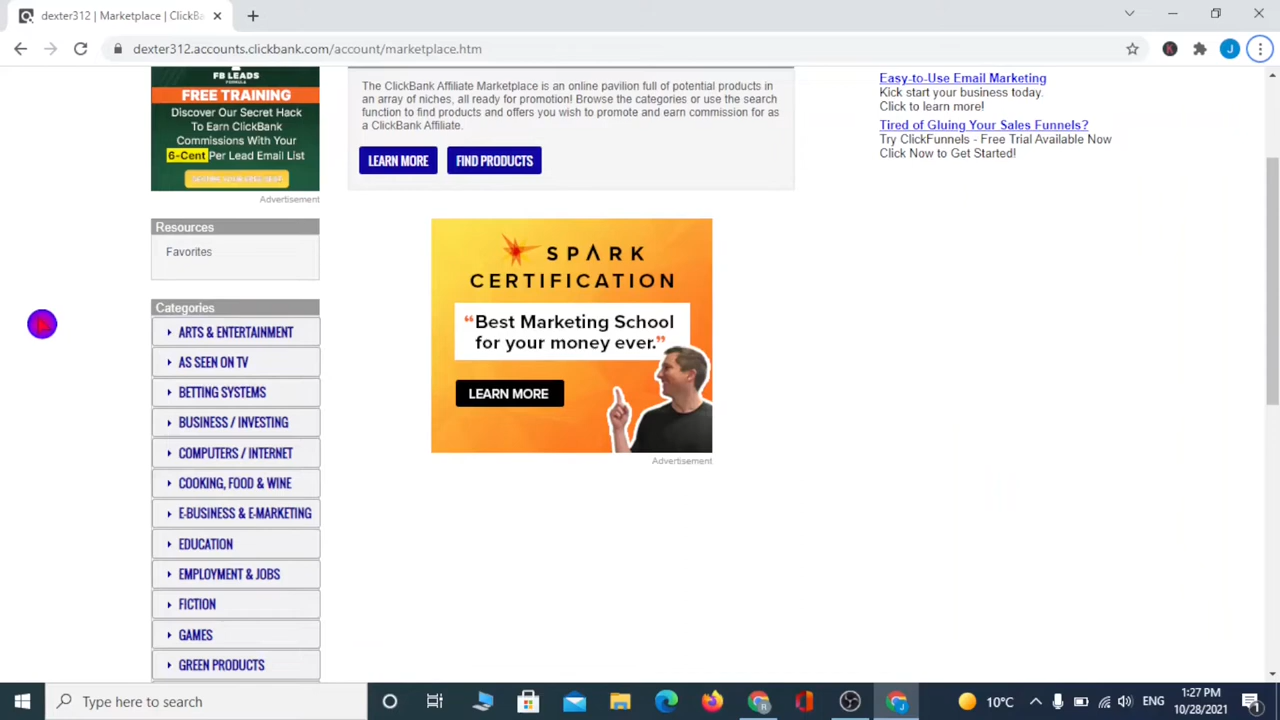 dexter312 | Marketplace | ClickBa
dexter312.accounts.clickbank.com/account/marketplace.htm
J
FB LEADS
FORMULA
FREE TRAINING
Discover Our Secret Hack
To Earn ClickBank
Commissions With Your
6-Cent Per Lead Email List
Advertisement
Resources
Favorites
Categories
ARTS & ENTERTAINMENT
AS SEEN ON TV
BETTING SYSTEMS
BUSINESS / INVESTING
COMPUTERS / INTERNET
COOKING, FOOD & WINE
E-BUSINESS & E-MARKETING
EDUCATION
EMPLOYMENT & JOBS
FICTION
GAMES
GREEN PRODUCTS
The ClickBank Affiliate Marketplace is an online pavilion full of potential products in
an array of niches, all ready for promotion! Browse the categories or use the search
function to find products and offers you wish to promote and earn commission for as
a ClickBank Affiliate.
LEARN MORE
FIND PRODUCTS
SPARK
CERTIFICATION
“Best Marketing School
for your money ever.”
LEARN MORE
Advertisement
Easy-to-Use Email Marketing
Kick start your business today.
Click to learn more!
Tired of Gluing Your Sales Funnels?
Try ClickFunnels - Free Trial Available Now
Click Now to Get Started!
Type here to search
10°C
ENG
1:27 PM
10/28/2021